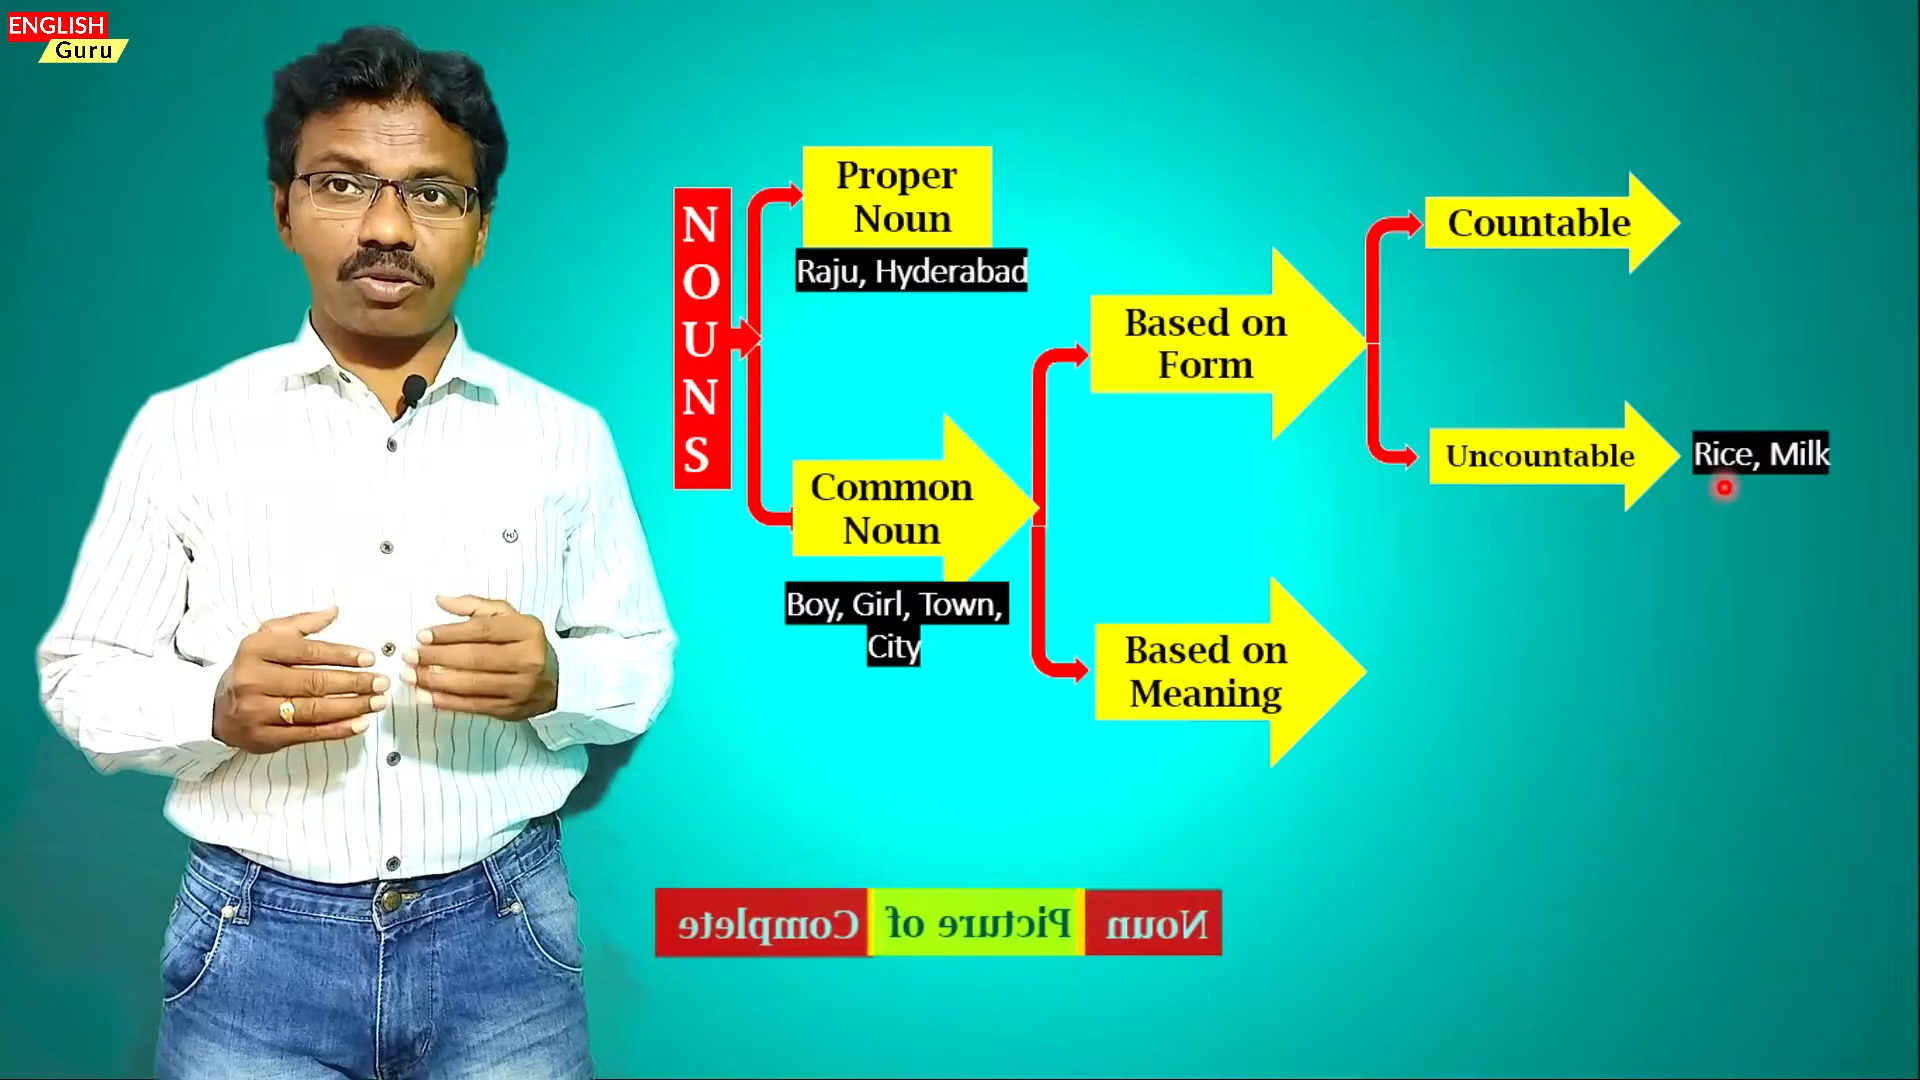 ENGLISH
Guru
N
O
U
N
S
Proper
Noun
Raju, Hyderabad
Common
Noun
Boy, Girl, Town,
City
Based on
Form
Based on
Meaning
Countable
Uncountable
Rice, Milk
Complete Picture of Noun